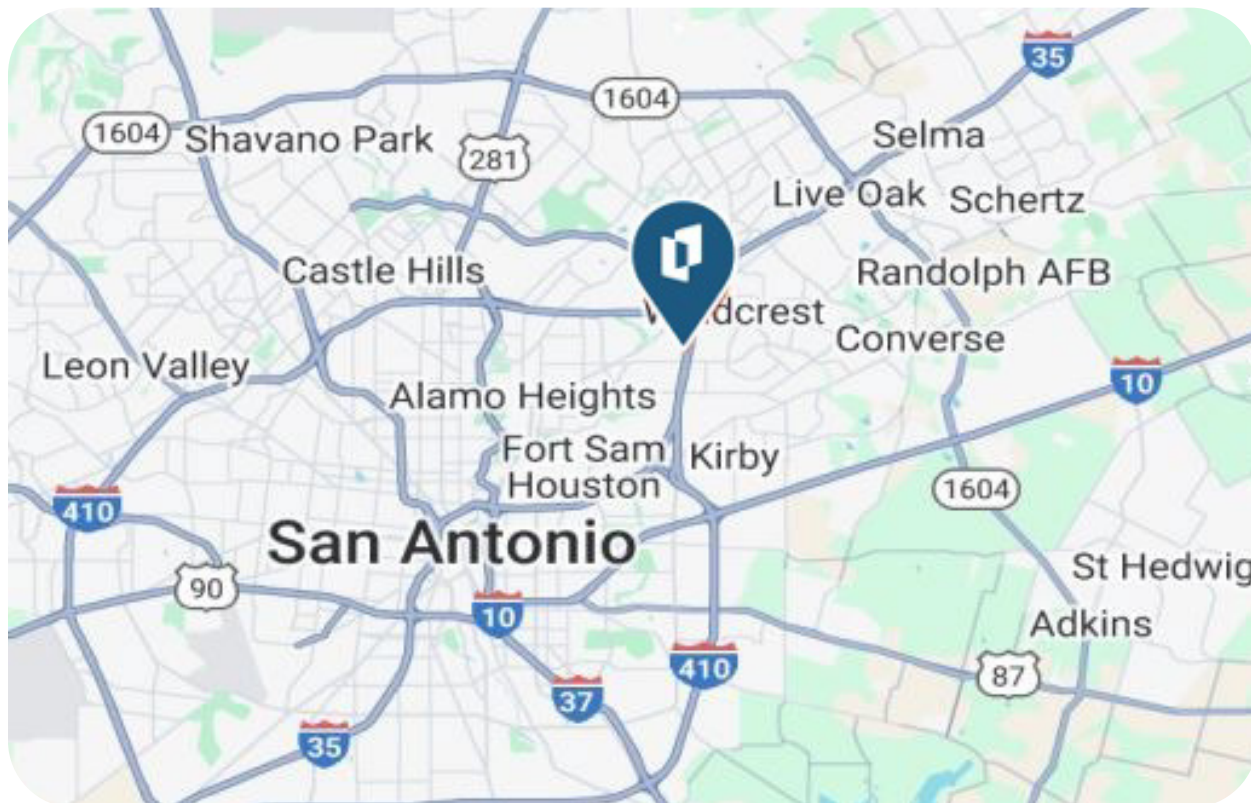 35
1604
1604
Shavano Park
281
Selma
Live Oak
Schertz
Castle Hills
Randolph AFB
Converse
Leon Valley
10
Alamo Heights
Fort Sam
Houston
Kirby
410
1604
San Antonio
90
St Hedwig
10
Adkins
410
87
37
35